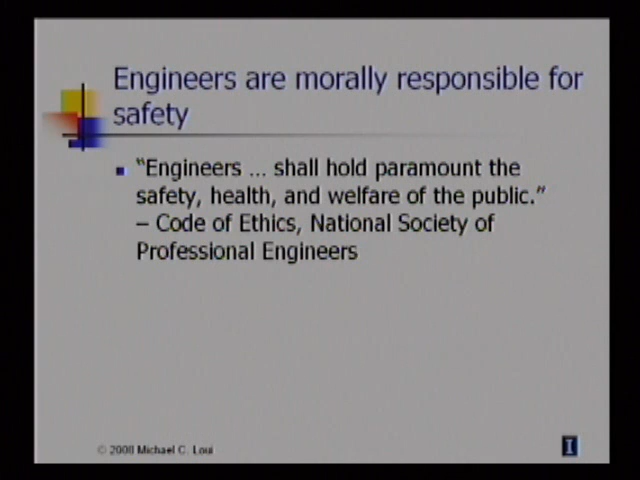 Engineers are morally responsible for
safety
"Engineers ... shall hold paramount the
safety, health, and welfare of the public."
– Code of Ethics, National Society of
Professional Engineers
© 2008 Michael C. Loui
I